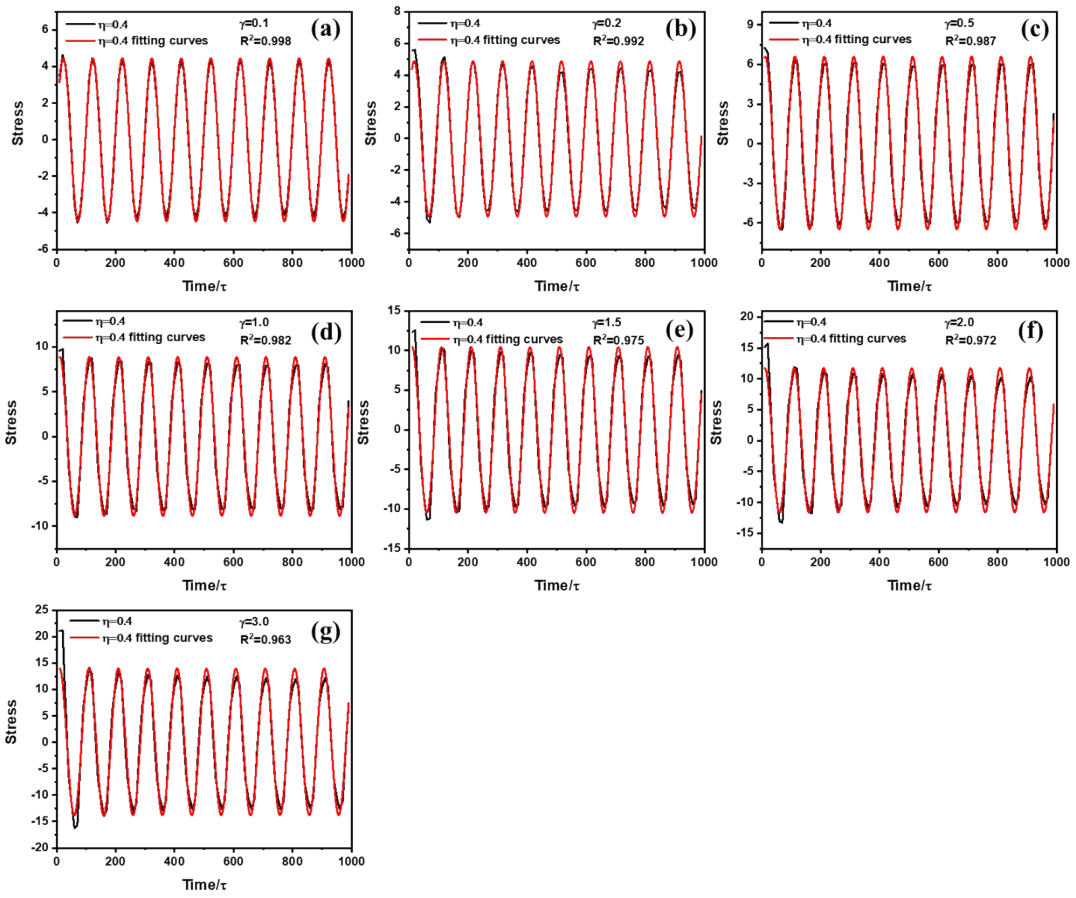 η=0.4 γ=0.1 (a)
η=0.4 fitting curves R²=0.998
6
4
2
0
-2
-4
-6
Stress
0 200 400 600 800 1000
Time/τ
η=0.4 γ=0.2 (b)
η=0.4 fitting curves R²=0.992
8
6
4
2
0
-2
-4
-6
Stress
0 200 400 600 800 1000
Time/τ
η=0.4 γ=0.5 (c)
η=0.4 fitting curves R²=0.987
9
6
3
0
-3
-6
Stress
0 200 400 600 800 1000
Time/τ
η=0.4 γ=1.0 (d)
η=0.4 fitting curves R²=0.982
10
5
0
-5
-10
Stress
0 200 400 600 800 1000
Time/τ
η=0.4 γ=1.5 (e)
η=0.4 fitting curves R²=0.975
15
10
5
0
-5
-10
-15
Stress
0 200 400 600 800 1000
Time/τ
η=0.4 γ=2.0 (f)
η=0.4 fitting curves R²=0.972
20
15
10
5
0
-5
-10
-15
Stress
0 200 400 600 800 1000
Time/τ
η=0.4 γ=3.0 (g)
η=0.4 fitting curves R²=0.963
25
20
15
10
5
0
-5
-10
-15
-20
Stress
0 200 400 600 800 1000
Time/τ